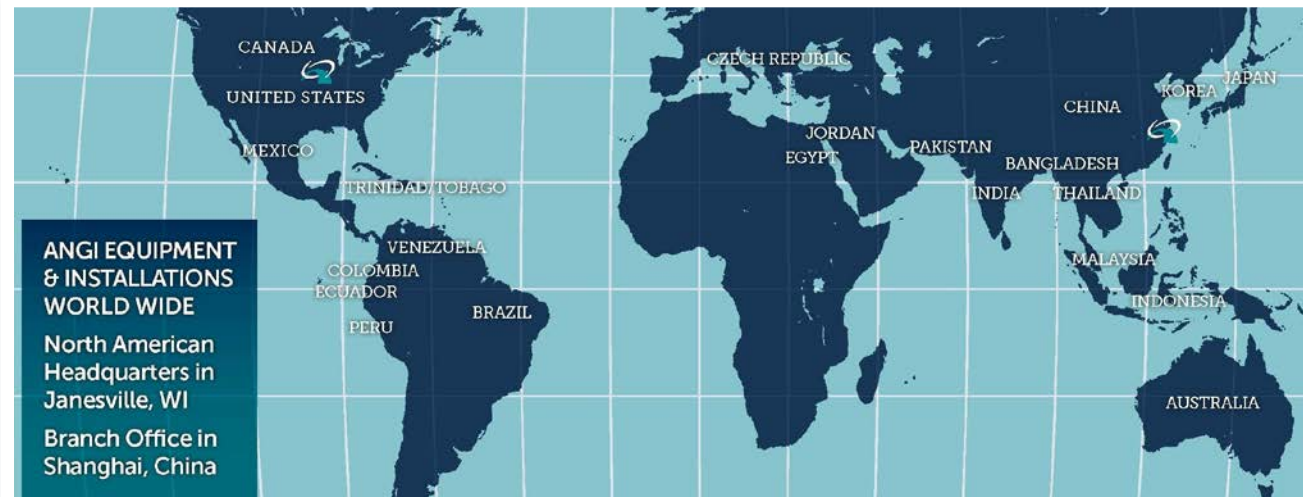 CANADA
UNITED STATES
MEXICO
TRINIDAD/TOBAGO
VENEZUELA
COLOMBIA
ECUADOR
BRAZIL
PERU
CZECH REPUBLIC
JORDAN
EGYPT
PAKISTAN
BANGLADESH
INDIA
THAILAND
CHINA
KOREA
JAPAN
MALAYSIA
INDONESIA
AUSTRALIA
ANGI EQUIPMENT
& INSTALLATIONS
WORLD WIDE
North American
Headquarters in
Janesville, WI
Branch Office in
Shanghai, China